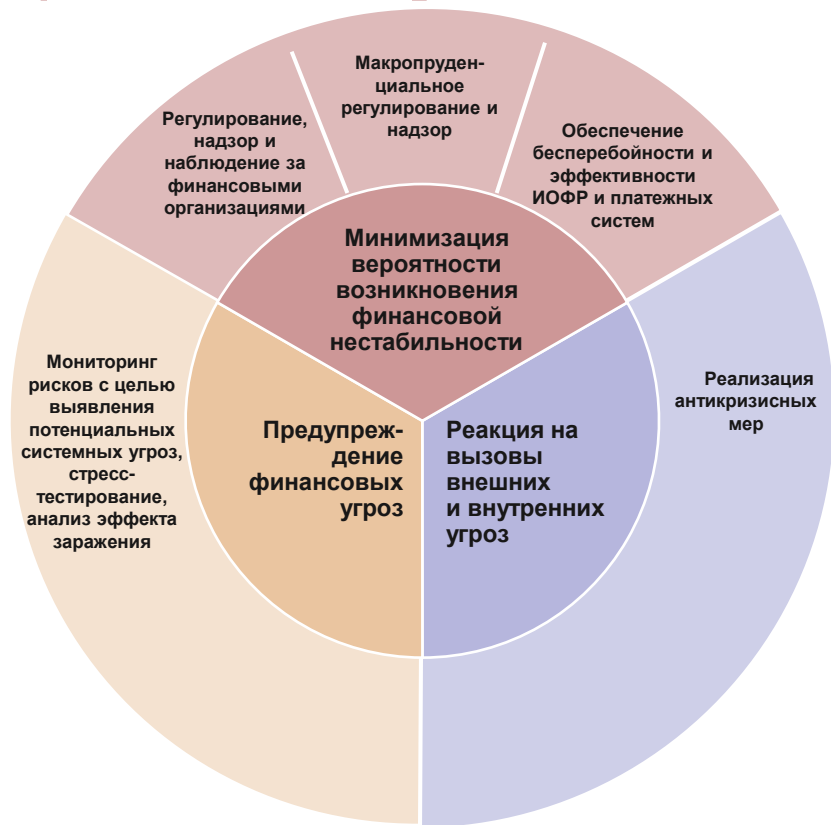 Макропруден-
циальное
регулирование и
надзор
Регулирование,
надзор и
наблюдение за
финансовыми
организациями
Обеспечение
бесперебойности и
эффективности
ИОФР и платежных
систем
Минимизация
вероятности
возникновения
финансовой
нестабильности
Мониторинг
рисков с целью
выявления
потенциальных
системных угроз,
стресс-
тестирование,
анализ эффекта
заражения
Предупреж-
дение
финансовых
угроз
Реакция на
вызовы
внешних
и внутренних
угроз
Реализация
антикризисных
мер